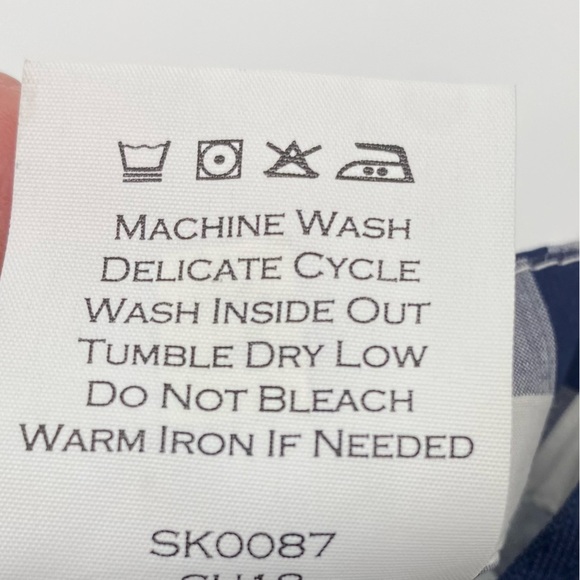 MACHINE WASH
DELICATE CYCLE
WASH INSIDE OUT
TUMBLE DRY LOW
DO NOT BLEACH
WARM IRON IF NEEDED
SK0087